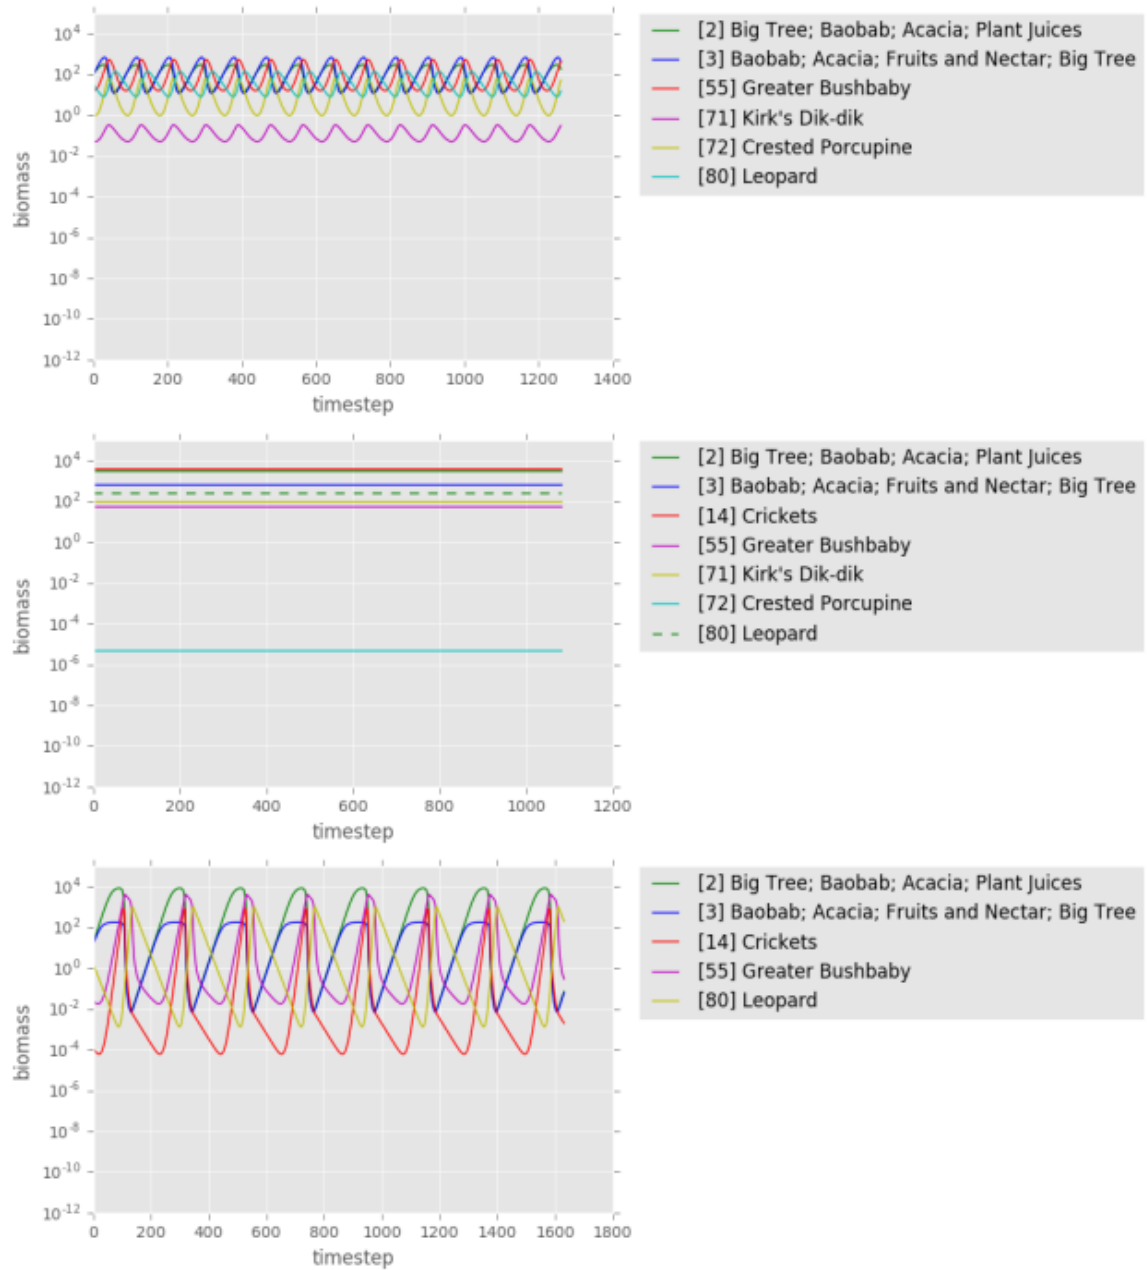 10^4
10^2
10^0
10^-2
10^-4
10^-6
10^-8
10^-10
10^-12
biomass
0 200 400 600 800 1000 1200 1400
timestep
[2] Big Tree; Baobab; Acacia; Plant Juices
[3] Baobab; Acacia; Fruits and Nectar; Big Tree
[55] Greater Bushbaby
[71] Kirk's Dik-dik
[72] Crested Porcupine
[80] Leopard
10^4
10^2
10^0
10^-2
10^-4
10^-6
10^-8
10^-10
10^-12
biomass
0 200 400 600 800 1000 1200
timestep
[2] Big Tree; Baobab; Acacia; Plant Juices
[3] Baobab; Acacia; Fruits and Nectar; Big Tree
[14] Crickets
[55] Greater Bushbaby
[71] Kirk's Dik-dik
[72] Crested Porcupine
[80] Leopard
10^4
10^2
10^0
10^-2
10^-4
10^-6
10^-8
10^-10
10^-12
biomass
0 200 400 600 800 1000 1200 1400 1600 1800
timestep
[2] Big Tree; Baobab; Acacia; Plant Juices
[3] Baobab; Acacia; Fruits and Nectar; Big Tree
[14] Crickets
[55] Greater Bushbaby
[80] Leopard